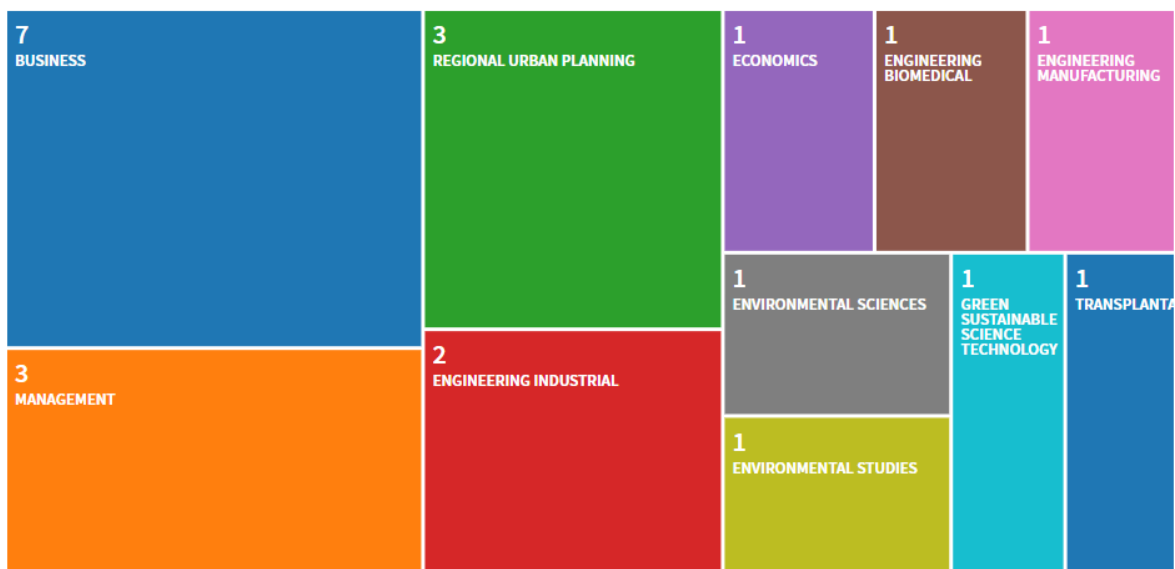 7
BUSINESS
3
MANAGEMENT
3
REGIONAL URBAN PLANNING
2
ENGINEERING INDUSTRIAL
1
ECONOMICS
1
ENGINEERING
BIOMEDICAL
1
ENGINEERING
MANUFACTURING
1
ENVIRONMENTAL SCIENCES
1
ENVIRONMENTAL STUDIES
1
GREEN
SUSTAINABLE
SCIENCE
TECHNOLOGY
1
TRANSPLANTA